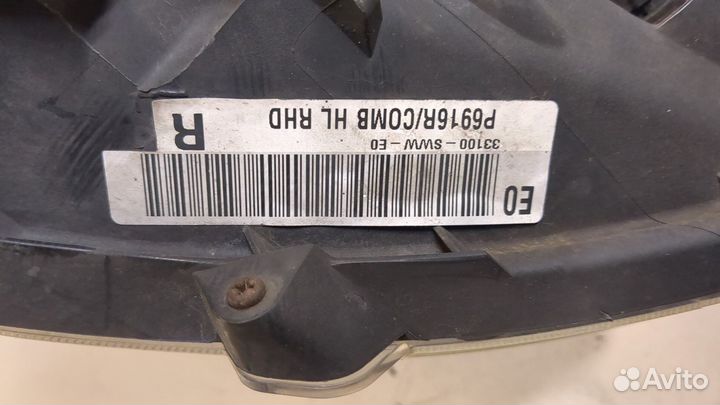 E0
33100 - SWW - E0
P6916R/COMB HL RHD
R
Avito